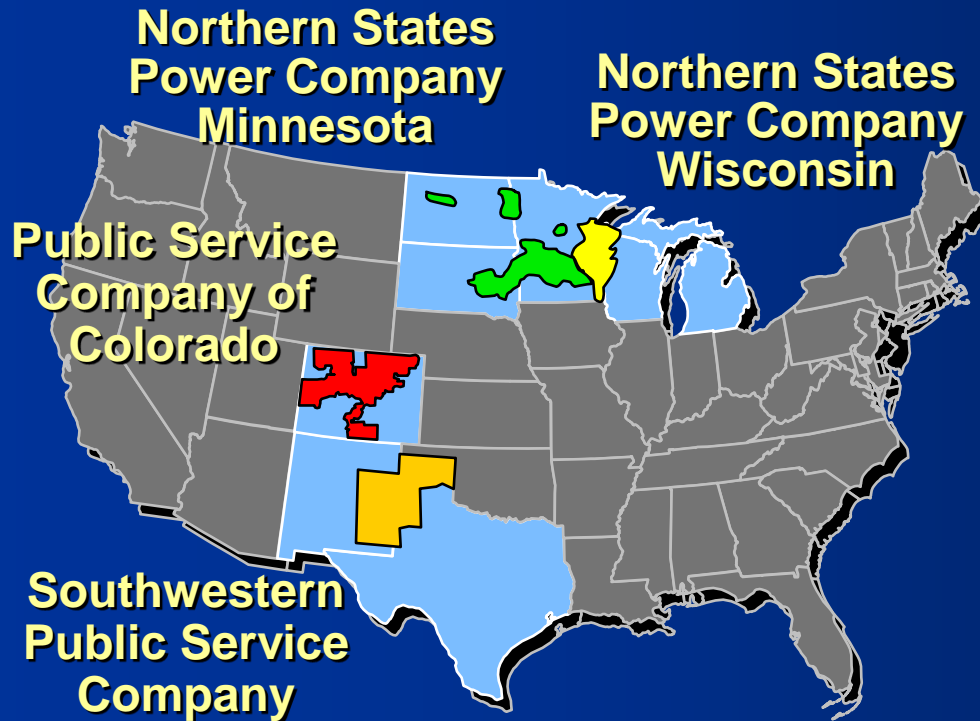 Northern States
Power Company
Minnesota
Northern States
Power Company
Wisconsin
Public Service
Company of
Colorado
Southwestern
Public Service
Company